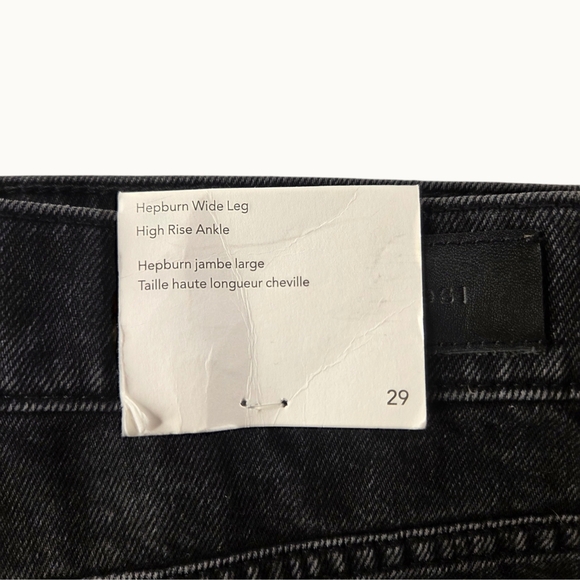 Hepburn Wide Leg
High Rise Ankle
Hepburn jambe large
Taille haute longueur cheville
29